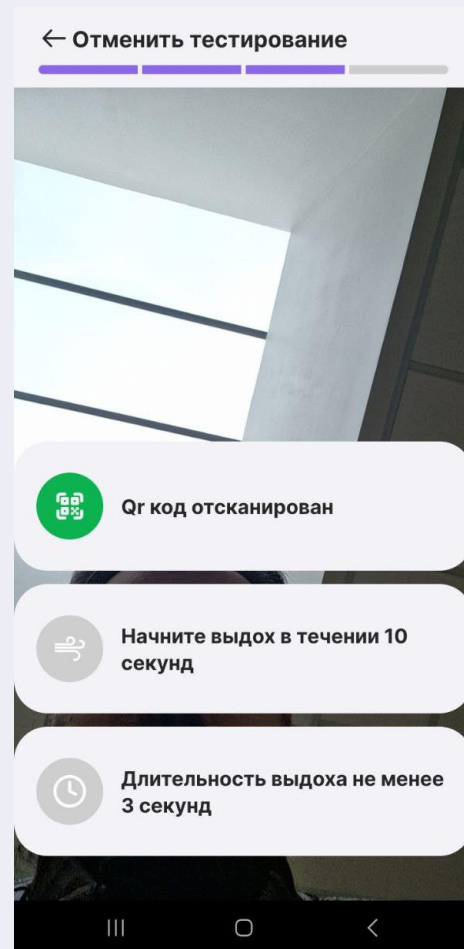 ← Отменить тестирование
Qr код отсканирован
Начните выдох в течении 10
секунд
Длительность выдоха не менее
3 секунд